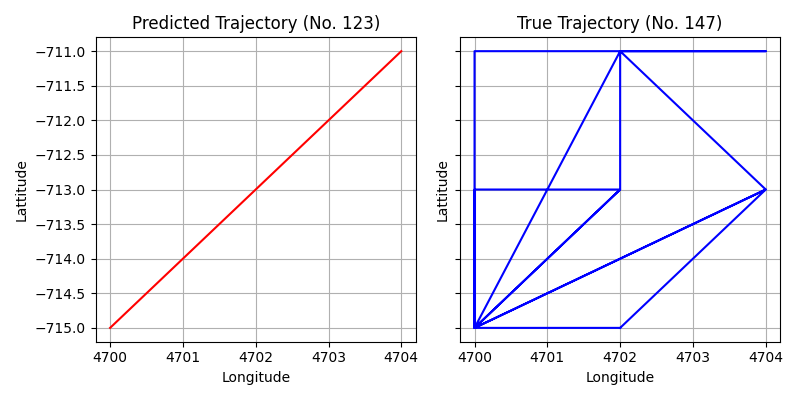 Predicted Trajectory (No. 123)
True Trajectory (No. 147)
Lattitude
−711.0
−711.5
−712.0
−712.5
−713.0
−713.5
−714.0
−714.5
−715.0
4700 4701 4702 4703 4704
Longitude
Lattitude
4700 4701 4702 4703 4704
Longitude